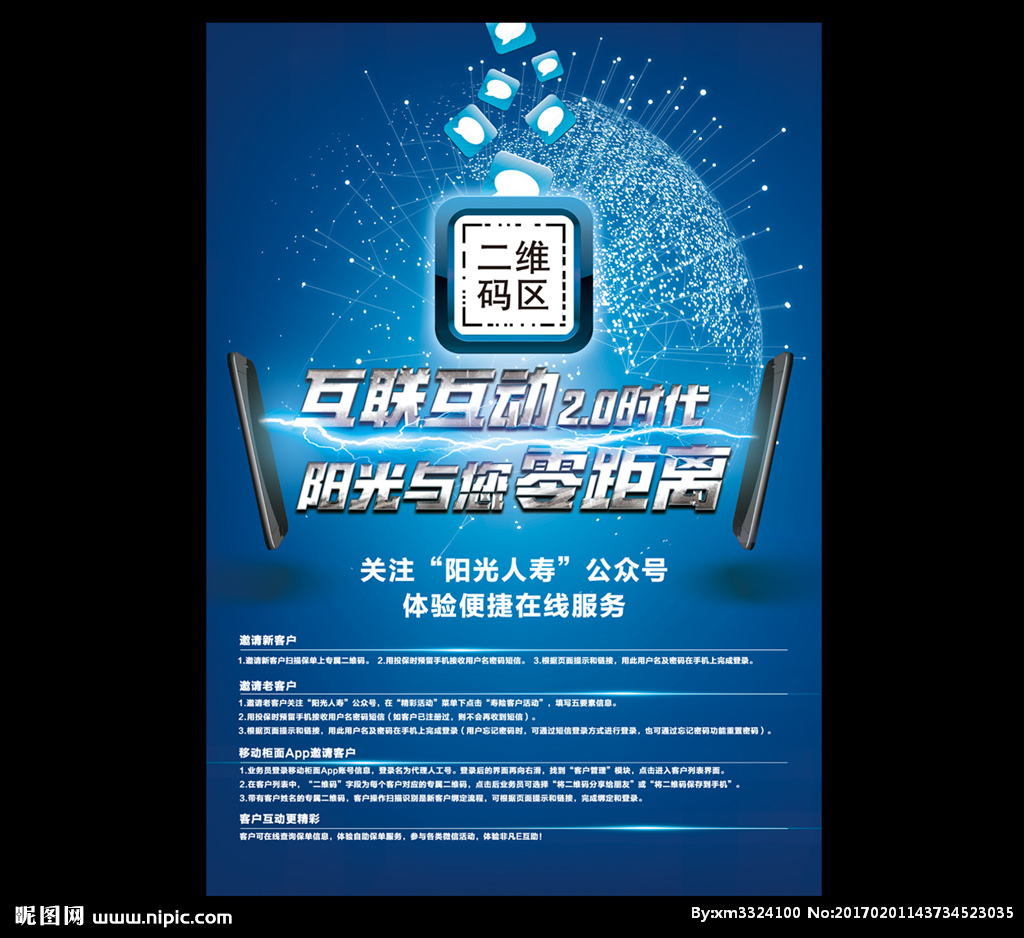 二维
码区
互联互动2.0时代
阳光与您零距离
关注“阳光人寿”公众号
体验便捷在线服务
邀请新客户
1.邀请新客户扫描保单上专属二维码。 2.用投保时预留手机接收用户名密码短信。 3.根据页面提示和链接，用此用户名及密码在手机上完成登录。
邀请老客户
1.邀请老客户关注“阳光人寿”公众号，在“精彩活动”菜单下点击“寿险客户活动”，填写五要素信息。
2.用投保时预留手机接收用户名密码短信（如客户已注册过，则不会再收到短信）。
3.根据页面提示和链接，用此用户名及密码在手机上完成登录（用户忘记密码时，可通过短信登录方式进行登录，也可通过忘记密码功能重置密码）。
移动柜面App邀请客户
1.业务员登录移动柜面App账号信息，登录名为代理人工号。登录后的界面再向右滑，找到“客户管理”模块，点击进入客户列表界面。
2.在客户列表中，“二维码”字段为每个客户对应的专属二维码，点击后业务员可选择“将二维码分享给朋友”或“将二维码保存到手机”。
3.带有客户姓名的专属二维码，客户操作扫描识别是新客户绑定流程，可根据页面提示和链接，完成绑定和登录。
客户互动更精彩
客户可在线查询保单信息，体验自助保单服务，参与各类微信活动，体验非凡E互助！
昵图网 www.nipic.com
By:xm3324100 No:20170201143734523035